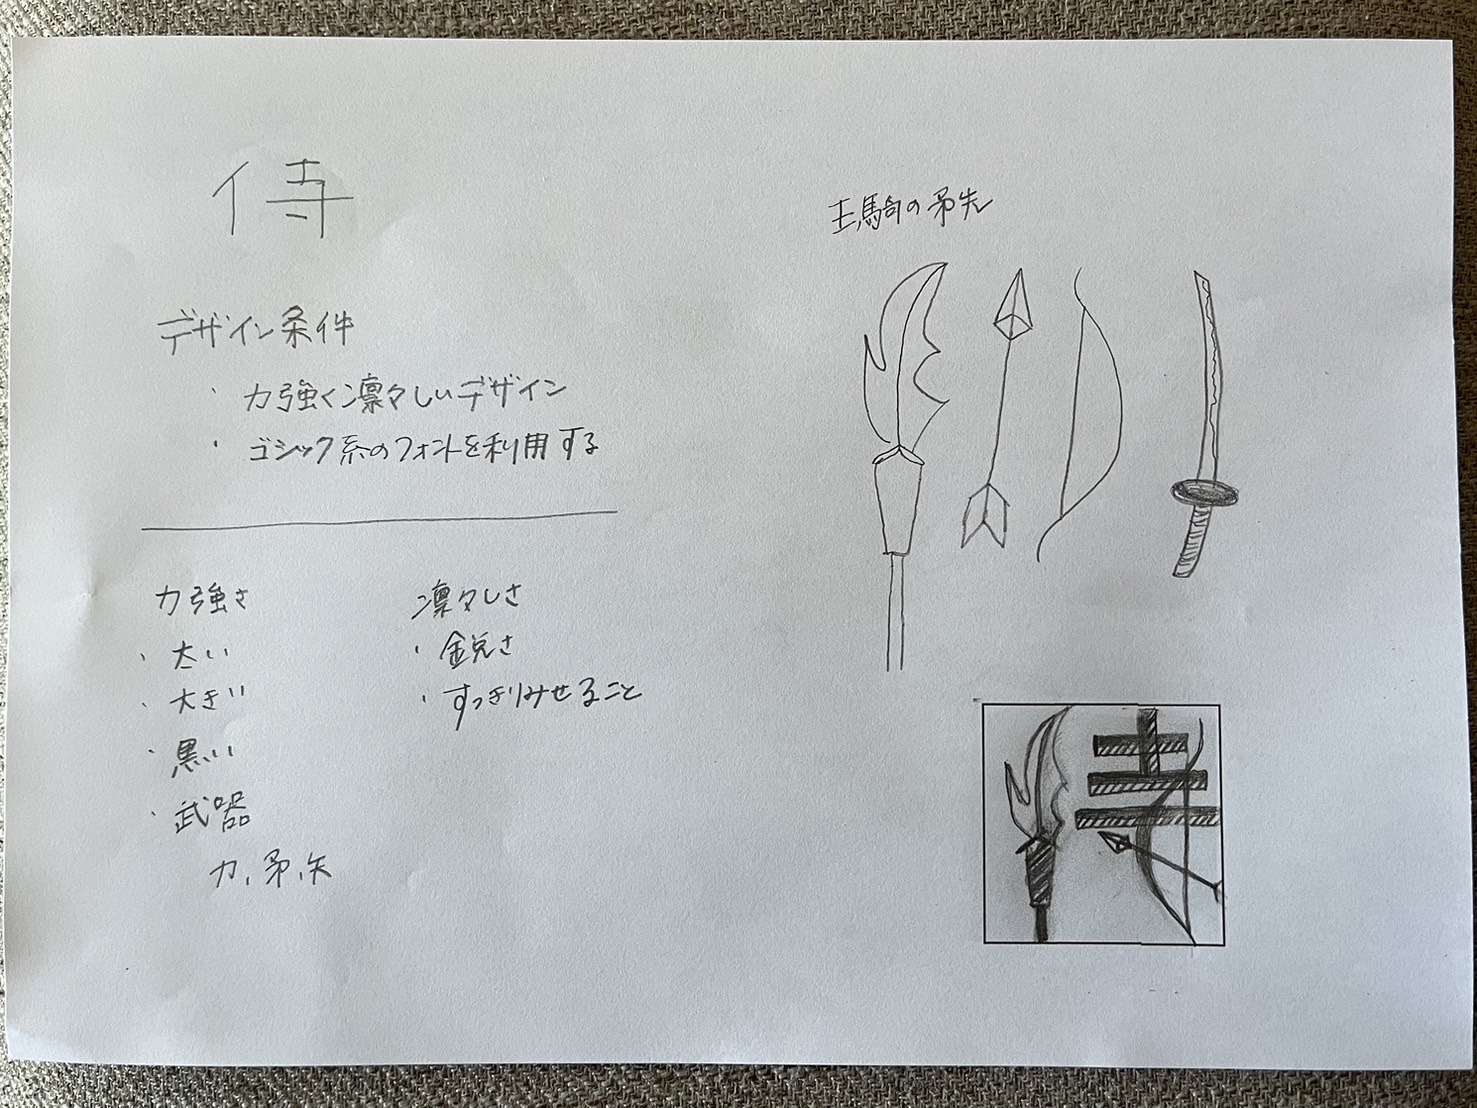 侍
デザイン条件
・力強く凛々しいデザイン
・ゴシック系のフォントを利用する
力強さ
・太い
・大きい
・黒い
・武器
刀、矛、矢
凛々しさ
・鋭さ
・すっきりみせること
王騎の矛先